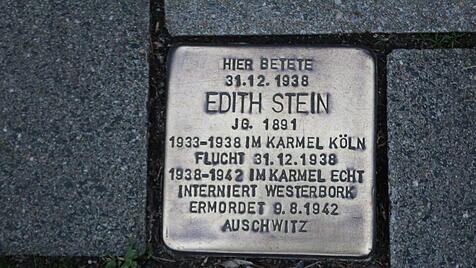 HIER BETETE
31.12.1938
EDITH STEIN
JG. 1891
1933-1938 IM KARMEL KÖLN
FLUCHT 31.12.1938
1938-1942 IM KARMEL ECHT
INTERNIERT WESTERBORK
ERMORDET 9.8.1942
AUSCHWITZ